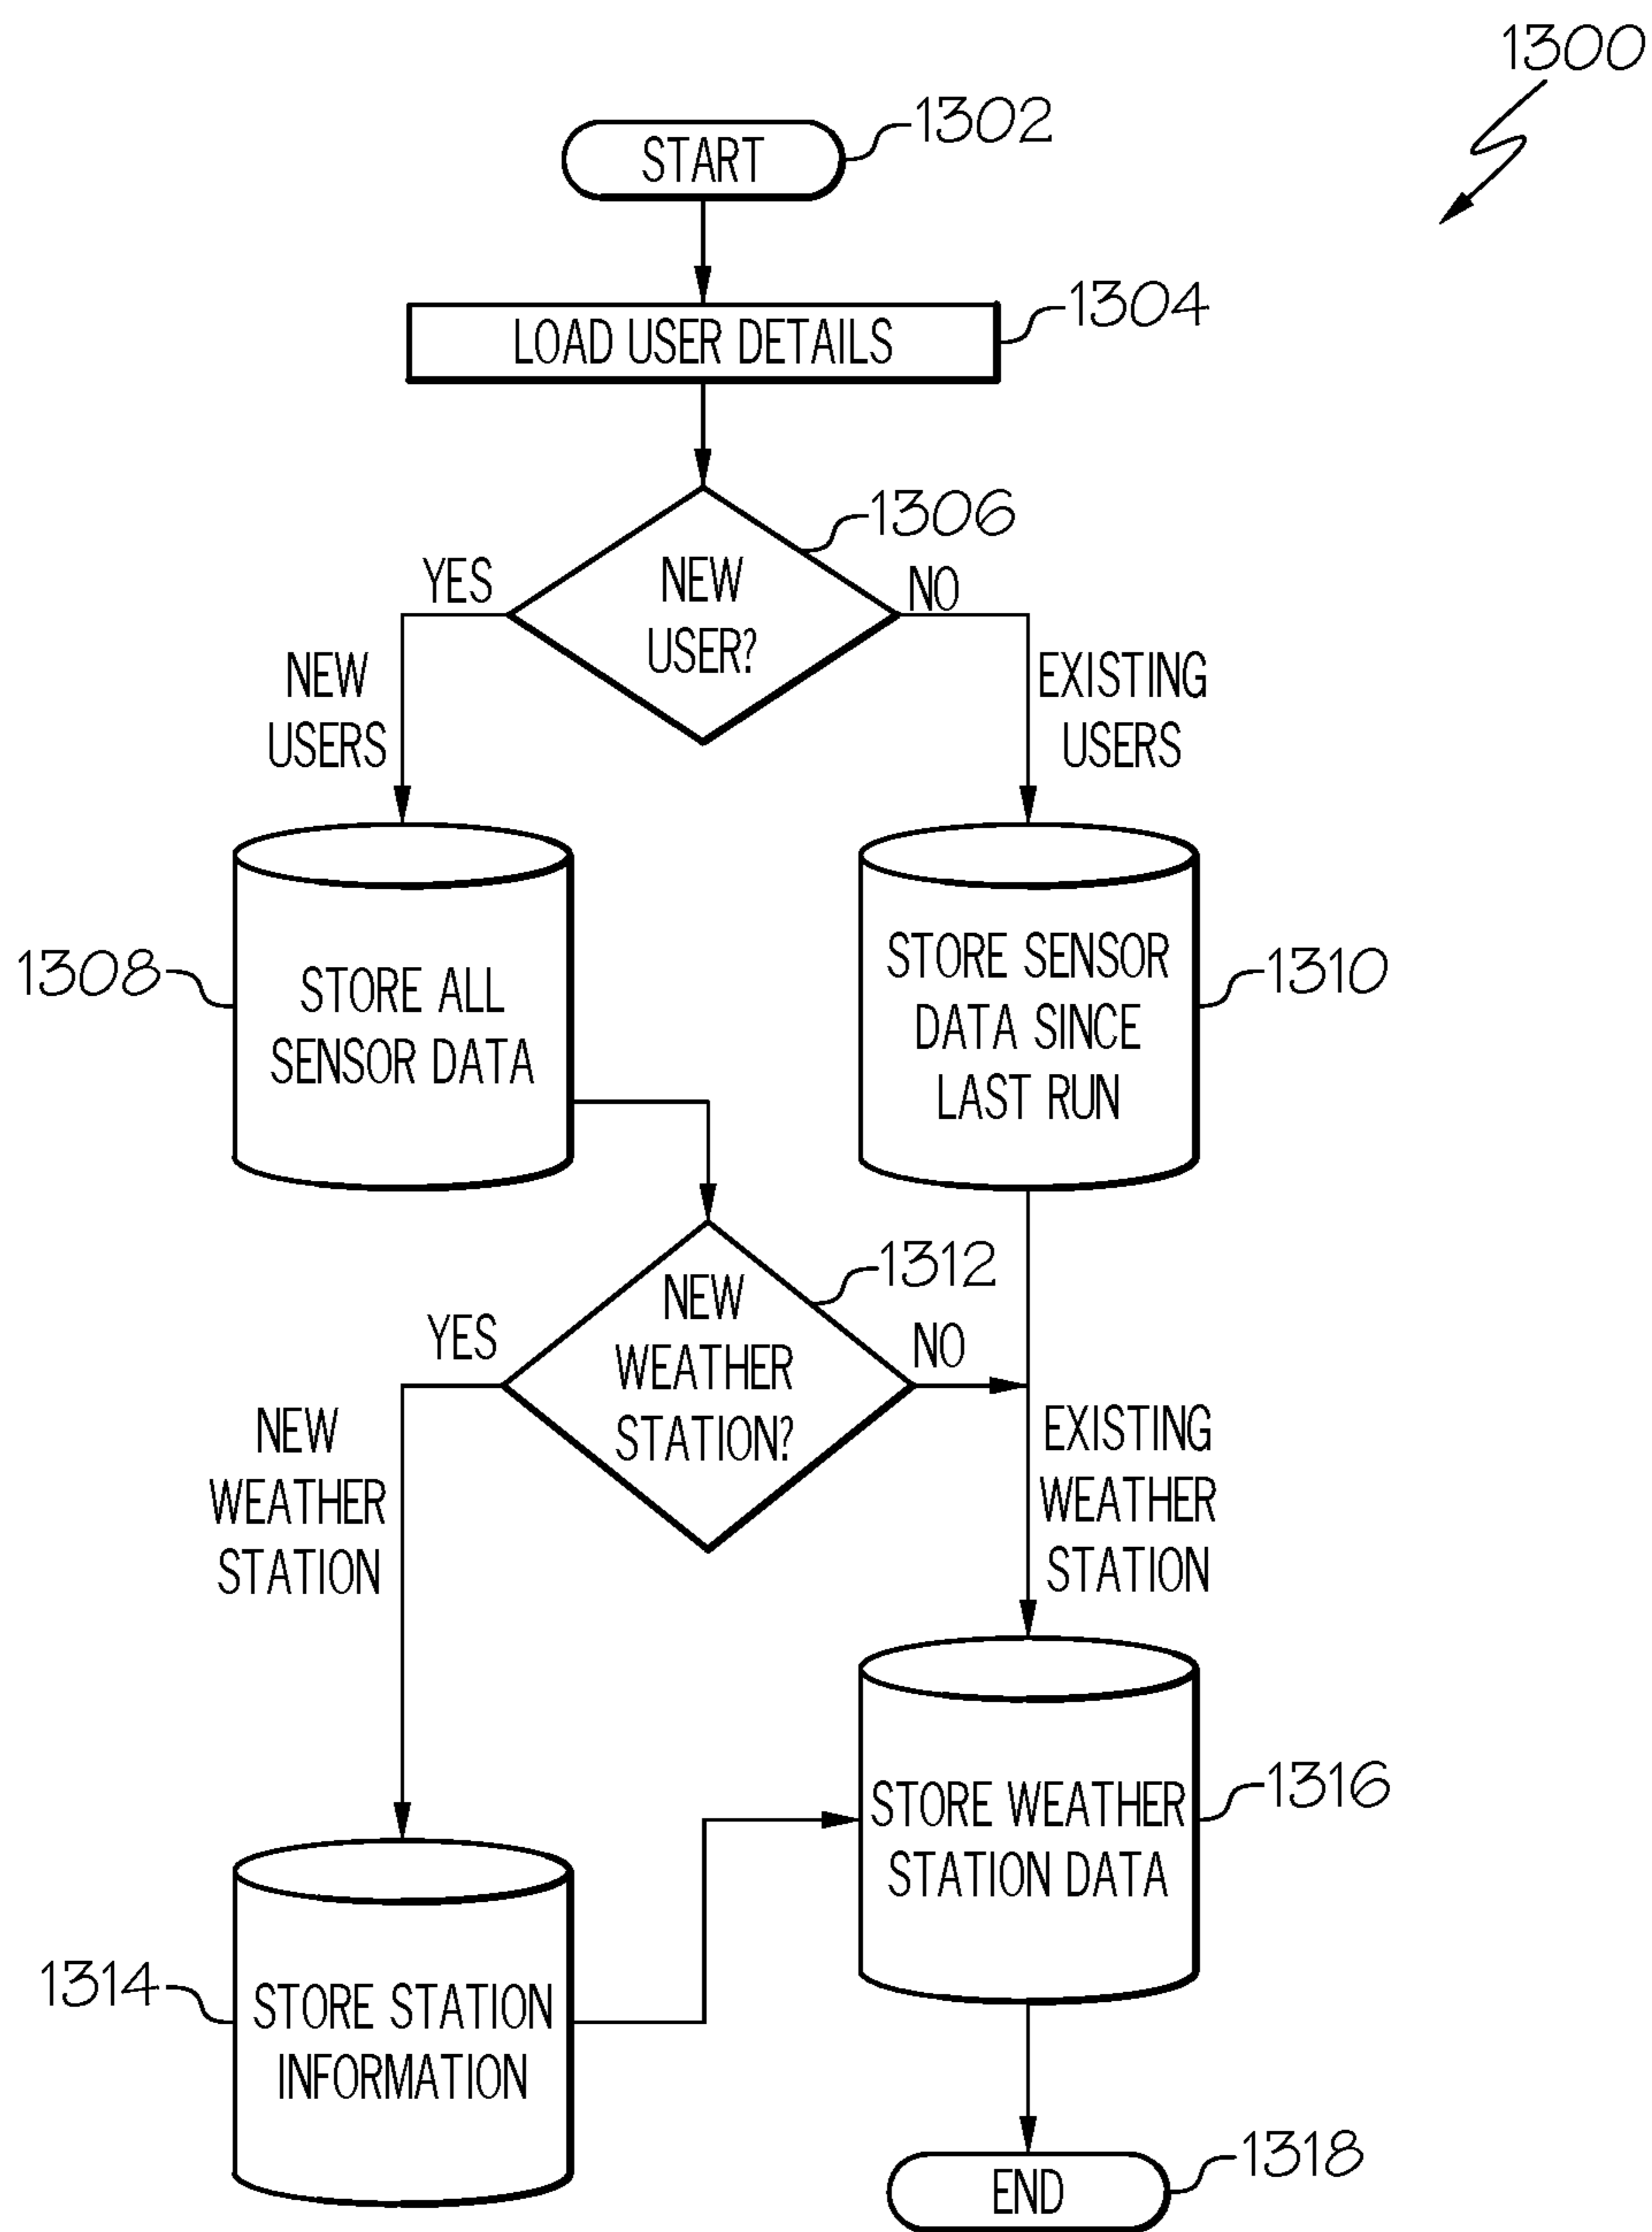 1300
1302
START
1304
LOAD USER DETAILS
1306
YES
NEW
USER?
NO
NEW
USERS
EXISTING
USERS
1308
STORE ALL
SENSOR DATA
STORE SENSOR
DATA SINCE
LAST RUN
1310
1312
YES
NEW
WEATHER
STATION?
NO
NEW
WEATHER
STATION
EXISTING
WEATHER
STATION
STORE WEATHER
STATION DATA
1316
1314
STORE STATION
INFORMATION
1318
END